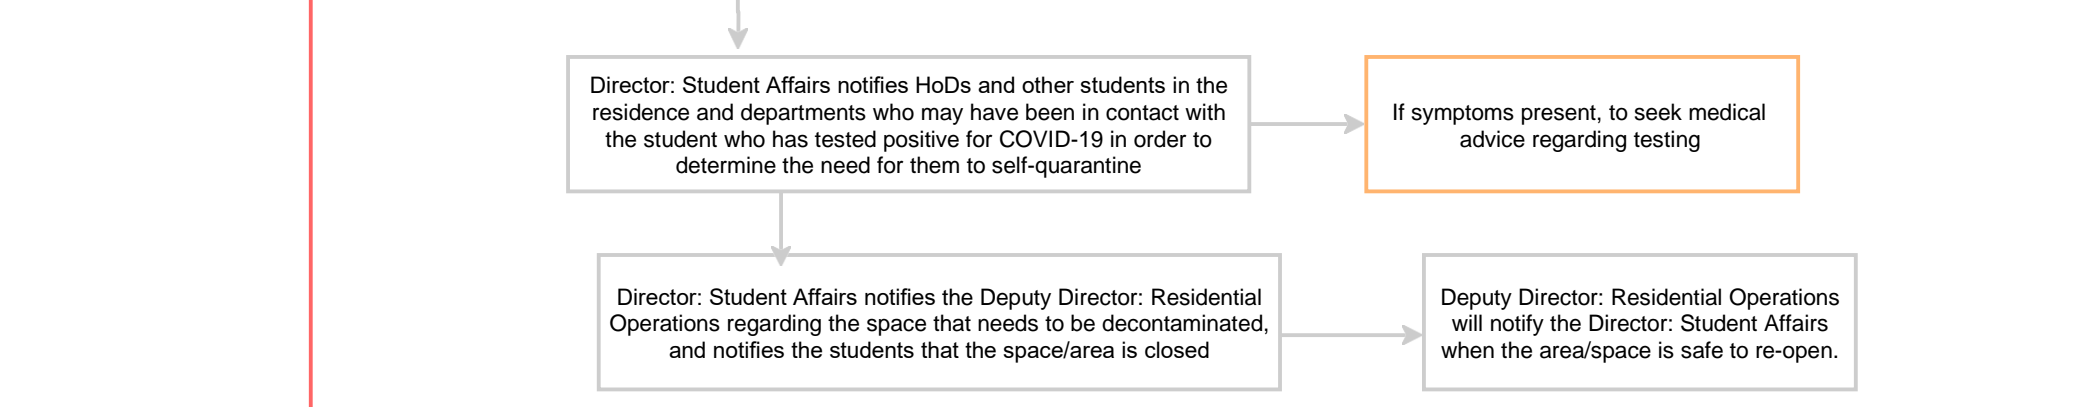 Director: Student Affairs notifies HoDs and other students in the
residence and departments who may have been in contact with
the student who has tested positive for COVID-19 in order to
determine the need for them to self-quarantine
If symptoms present, to seek medical
advice regarding testing
Director: Student Affairs notifies the Deputy Director: Residential
Operations regarding the space that needs to be decontaminated,
and notifies the students that the space/area is closed
Deputy Director: Residential Operations
will notify the Director: Student Affairs
when the area/space is safe to re-open.